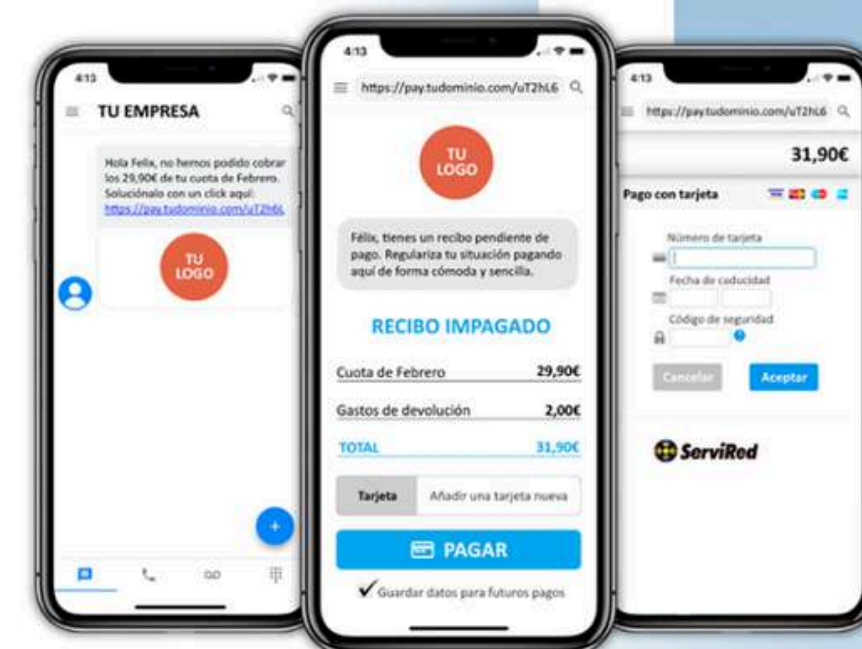 4:13
TU EMPRESA
Hola Felix, no hemos podido cobrar
los 29,90€ de tu cuota de Febrero.
Soluciónalo con un click aquí:
https://pay.tudominio.com/uT2h6L
TU
LOGO
4:13
https://pay.tudominio.com/uT2hL6
TU
LOGO
Félix, tienes un recibo pendiente de
pago. Regulariza tu situación pagando
aquí de forma cómoda y sencilla.
RECIBO IMPAGADO
Cuota de Febrero 29,90€
Gastos de devolución 2,00€
TOTAL 31,90€
Tarjeta Añadir una tarjeta nueva
PAGAR
Guardar datos para futuros pagos
4:13
https://pay.tudominio.com/uT2hL6
31,90€
Pago con tarjeta
Número de tarjeta
Fecha de caducidad
Código de seguridad
?
Cancelar Aceptar
ServiRed